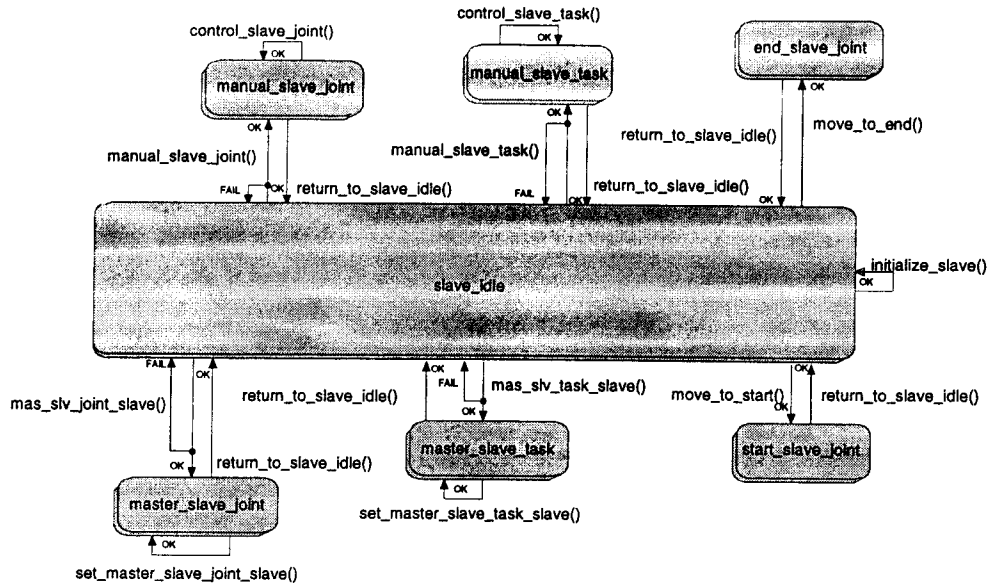 control_slave_joint()
OK
manual_slave_joint
OK
manual_slave_joint()
FAIL
OK
return_to_slave_idle()
control_slave_task()
OK
manual_slave_task
OK
manual_slave_task()
FAIL
OK
return_to_slave_idle()
end_slave_joint
OK
return_to_slave_idle()
move_to_end()
OK
slave_idle
initialize_slave()
OK
FAIL
OK
mas_slv_joint_slave()
return_to_slave_idle()
OK
return_to_slave_idle()
master_slave_joint
OK
set_master_slave_joint_slave()
OK
FAIL
mas_slv_task_slave()
OK
master_slave_task
OK
set_master_slave_task_slave()
OK
move_to_start()
OK
return_to_slave_idle()
start_slave_joint